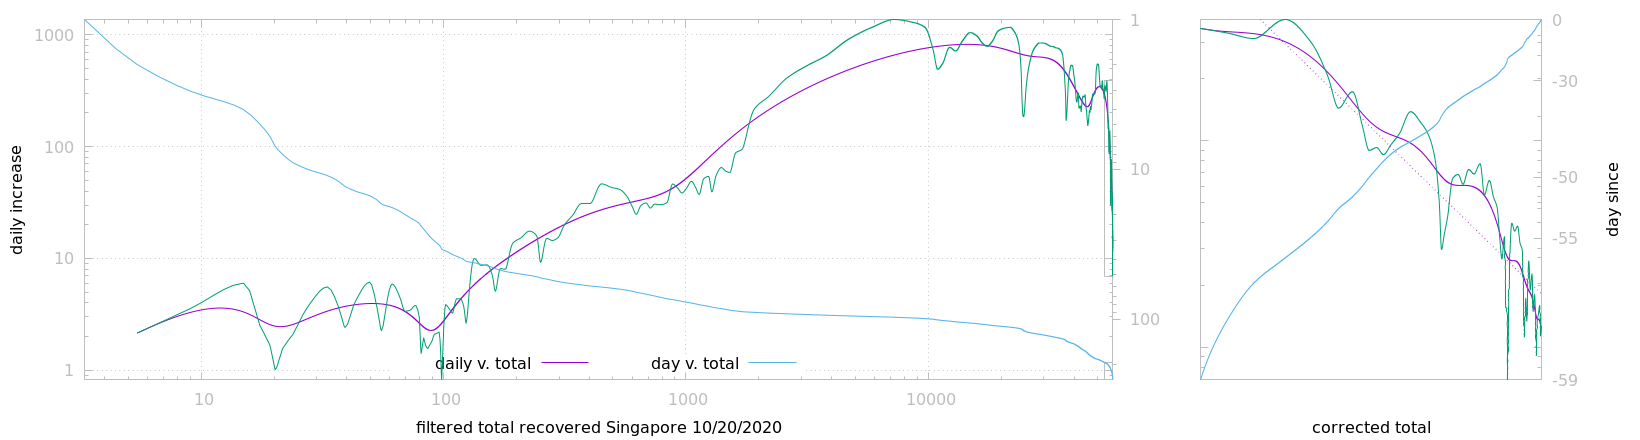 1000
100
10
1
daily increase
10
100
1000
10000
daily v. total
day v. total
filtered total recovered Singapore 10/20/2020
1
10
100
0
-30
-50
-55
-59
day since
corrected total